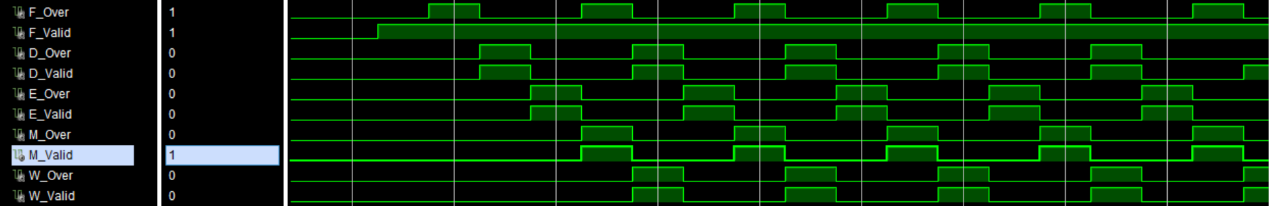 F_Over 1
F_Valid 1
D_Over 0
D_Valid 0
E_Over 0
E_Valid 0
M_Over 0
M_Valid 1
W_Over 0
W_Valid 0